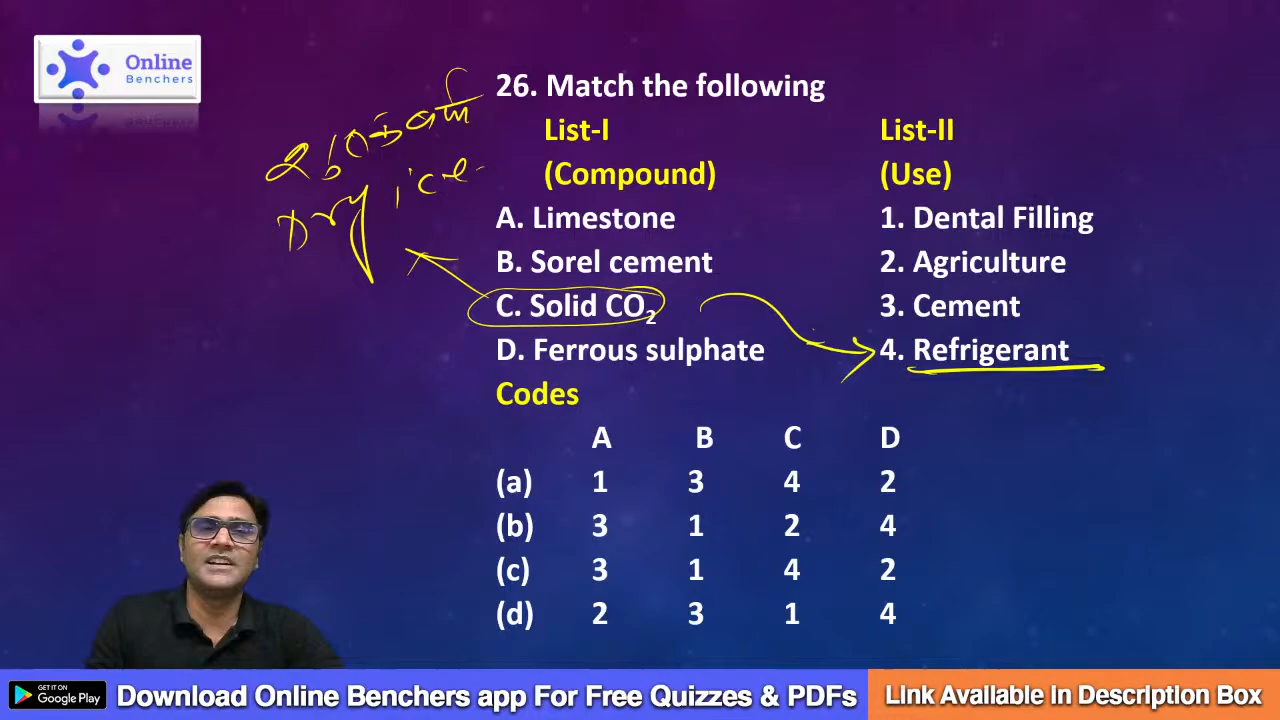 Online
Benchers
26. Match the following
List-I List-II
(Compound) (Use)
A. Limestone 1. Dental Filling
B. Sorel cement 2. Agriculture
C. Solid CO₂ 3. Cement
D. Ferrous sulphate 4. Refrigerant
Codes
A B C D
(a) 1 3 4 2
(b) 3 1 2 4
(c) 3 1 4 2
(d) 2 3 1 4
Dry ice
GET IT ON
Google Play
Download Online Benchers app For Free Quizzes & PDFs
Link Available In Description Box